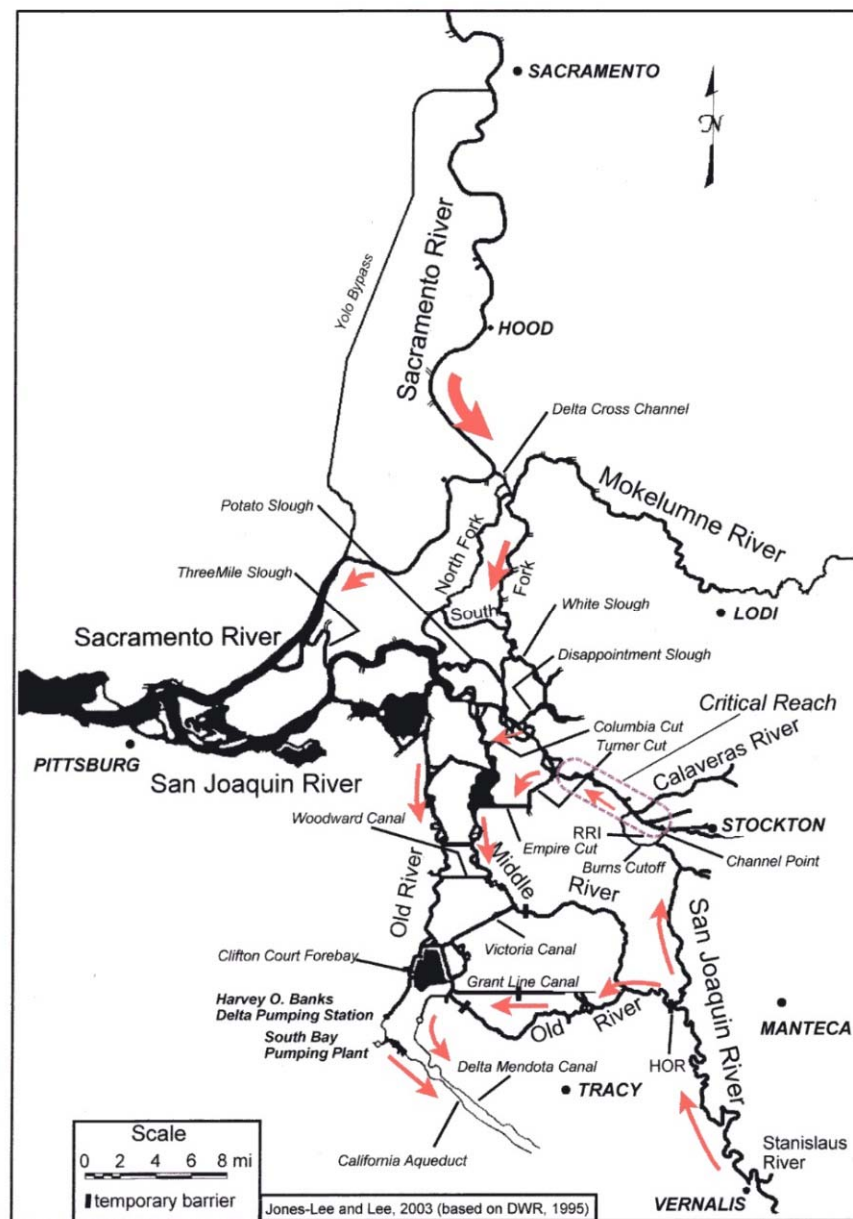 SACRAMENTO
N
Sacramento River
Yolo Bypass
HOOD
Delta Cross Channel
Mokelumne River
Potato Slough
North Fork
South Fork
ThreeMile Slough
White Slough
LODI
Sacramento River
Disappointment Slough
Critical Reach
Columbia Cut
Turner Cut
Calaveras River
PITTSBURG
San Joaquin River
STOCKTON
Woodward Canal
Empire Cut
RRI
Channel Point
Burns Cutoff
Old River
Middle River
San Joaquin River
Victoria Canal
Clifton Court Forebay
Grant Line Canal
Harvey O. Banks
Delta Pumping Station
Old River
MANTECA
South Bay
Pumping Plant
HOR
Delta Mendota Canal
TRACY
California Aqueduct
Stanislaus
River
VERNALIS
Scale
0 2 4 6 8 mi
temporary barrier
Jones-Lee and Lee, 2003 (based on DWR, 1995)